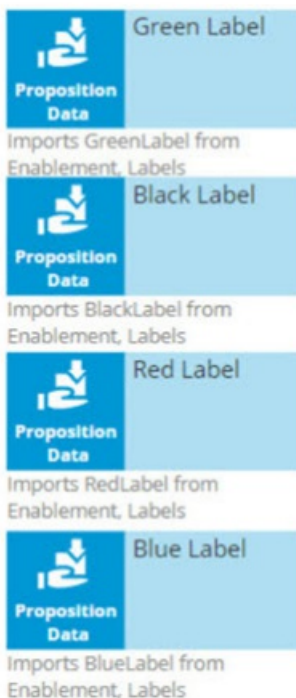 Green Label
Proposition
Data
Imports GreenLabel from
Enablement, Labels
Black Label
Proposition
Data
Imports BlackLabel from
Enablement, Labels
Red Label
Proposition
Data
Imports RedLabel from
Enablement, Labels
Blue Label
Proposition
Data
Imports BlueLabel from
Enablement, Labels